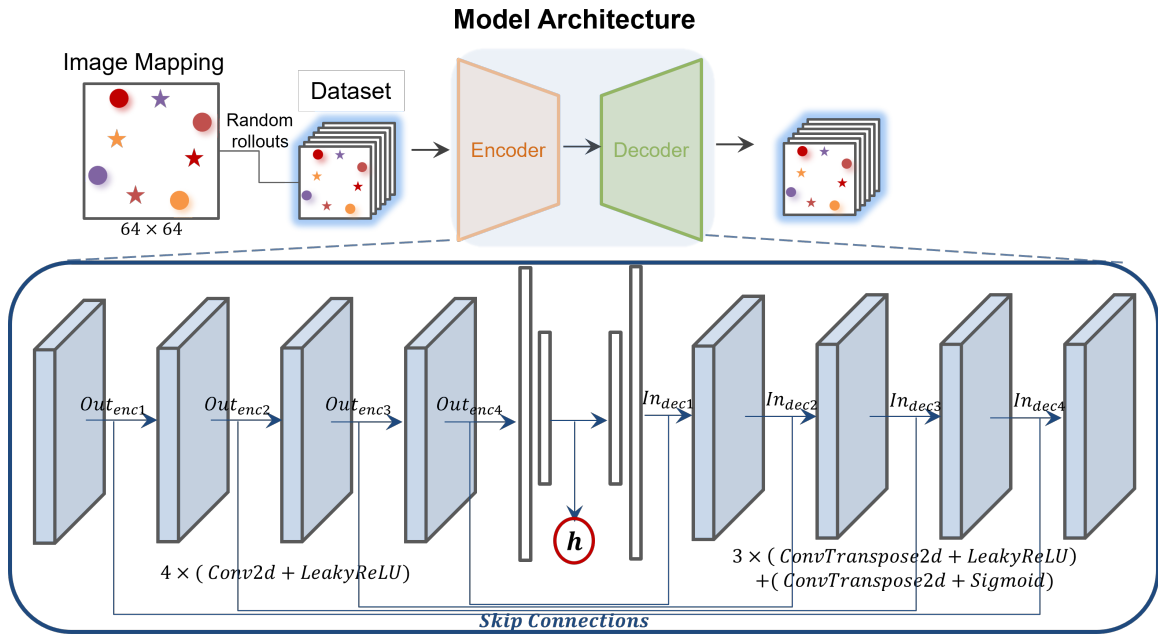 Model Architecture
Image Mapping
Dataset
Random
rollouts
Encoder
Decoder
64 × 64
Out_enc1
Out_enc2
Out_enc3
Out_enc4
In_dec1
In_dec2
In_dec3
In_dec4
h
4 × ( Conv2d + LeakyReLU)
3 × ( ConvTranspose2d + LeakyReLU)
+( ConvTranspose2d + Sigmoid)
Skip Connections